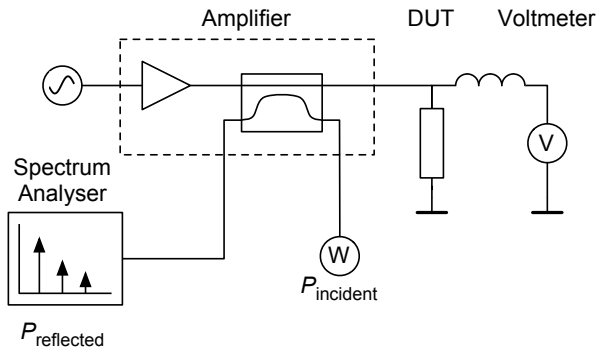 Amplifier
DUT
Voltmeter
V
Spectrum
Analyser
W
Pincident
Preflected